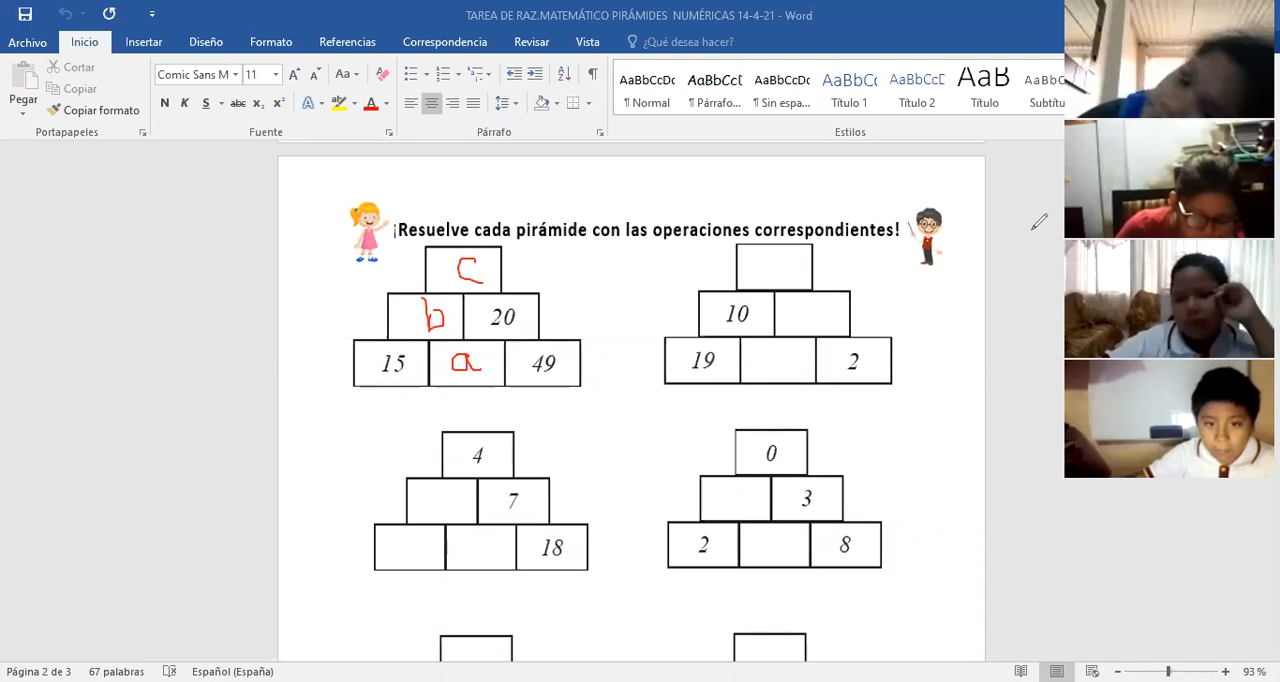 TAREA DE RAZ.MATEMÁTICO PIRÁMIDES NUMÉRICAS 14-4-21 - Word
Archivo Inicio Insertar Diseño Formato Referencias Correspondencia Revisar Vista ¿Qué desea hacer?
Pegar
Cortar
Copiar
Copiar formato
Portapapeles
Comic Sans M 11 Aa
N K S abc x₂ x² A A
Fuente
Párrafo
AaBbCcDc AaBbCcD AaBbCcDc AaBbC AaBbCcD AaB AaBbC
¶ Normal ¶ Párrafo... ¶ Sin espa... Título 1 Título 2 Título Subtítu
Estilos
¡Resuelve cada pirámide con las operaciones correspondientes!
c
b 20
15 a 49
10
19 2
4
7
18
0
3
2 8
Página 2 de 3 67 palabras Español (España) 93 %